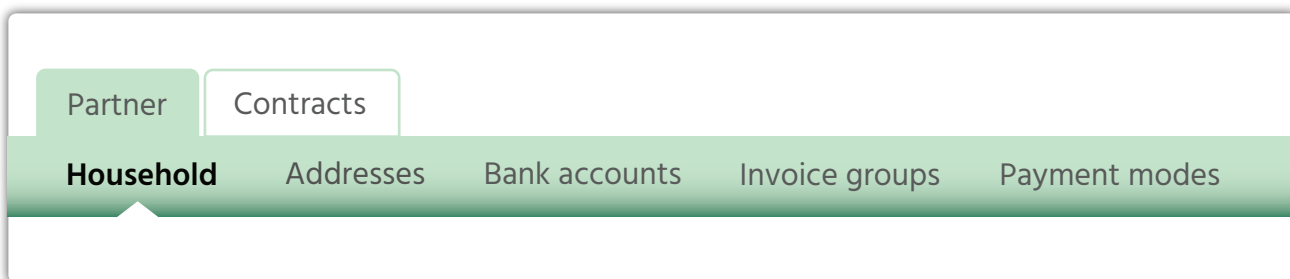 Partner Contracts
Household Addresses Bank accounts Invoice groups Payment modes